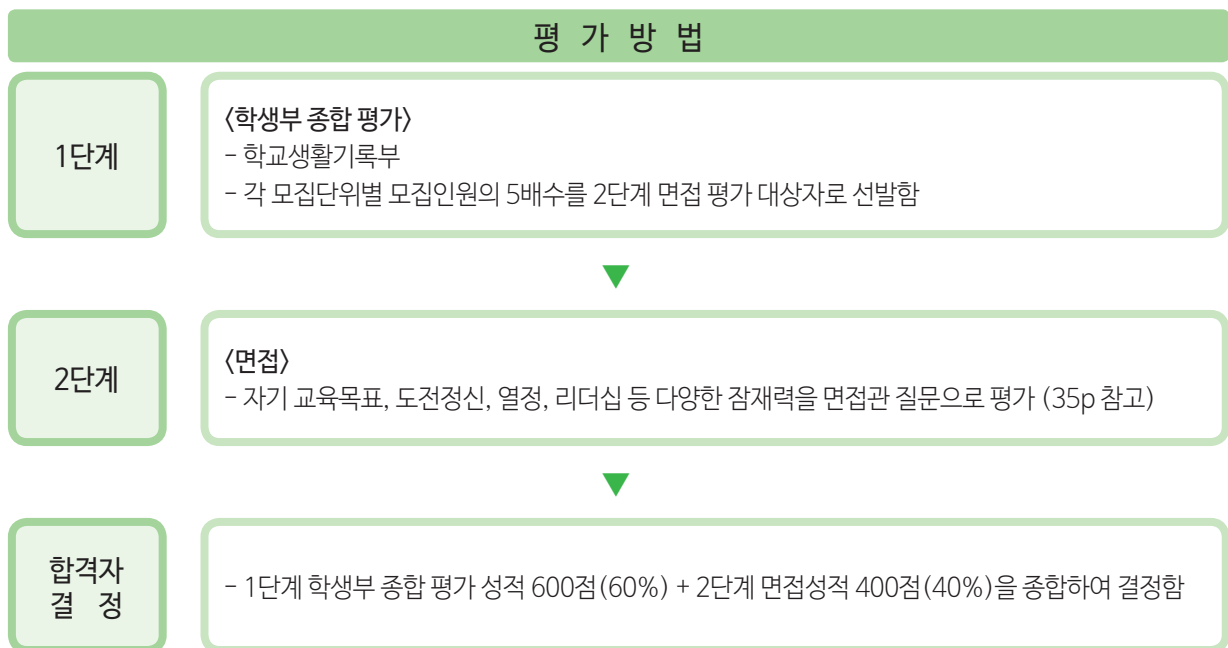 평 가 방 법
1단계
〈학생부 종합 평가〉
- 학교생활기록부
- 각 모집단위별 모집인원의 5배수를 2단계 면접 평가 대상자로 선발함
▼
2단계
〈면접〉
- 자기 교육목표, 도전정신, 열정, 리더십 등 다양한 잠재력을 면접관 질문으로 평가 (35p 참고)
▼
합격자
결 정
- 1단계 학생부 종합 평가 성적 600점(60%) + 2단계 면접성적 400점(40%)을 종합하여 결정함